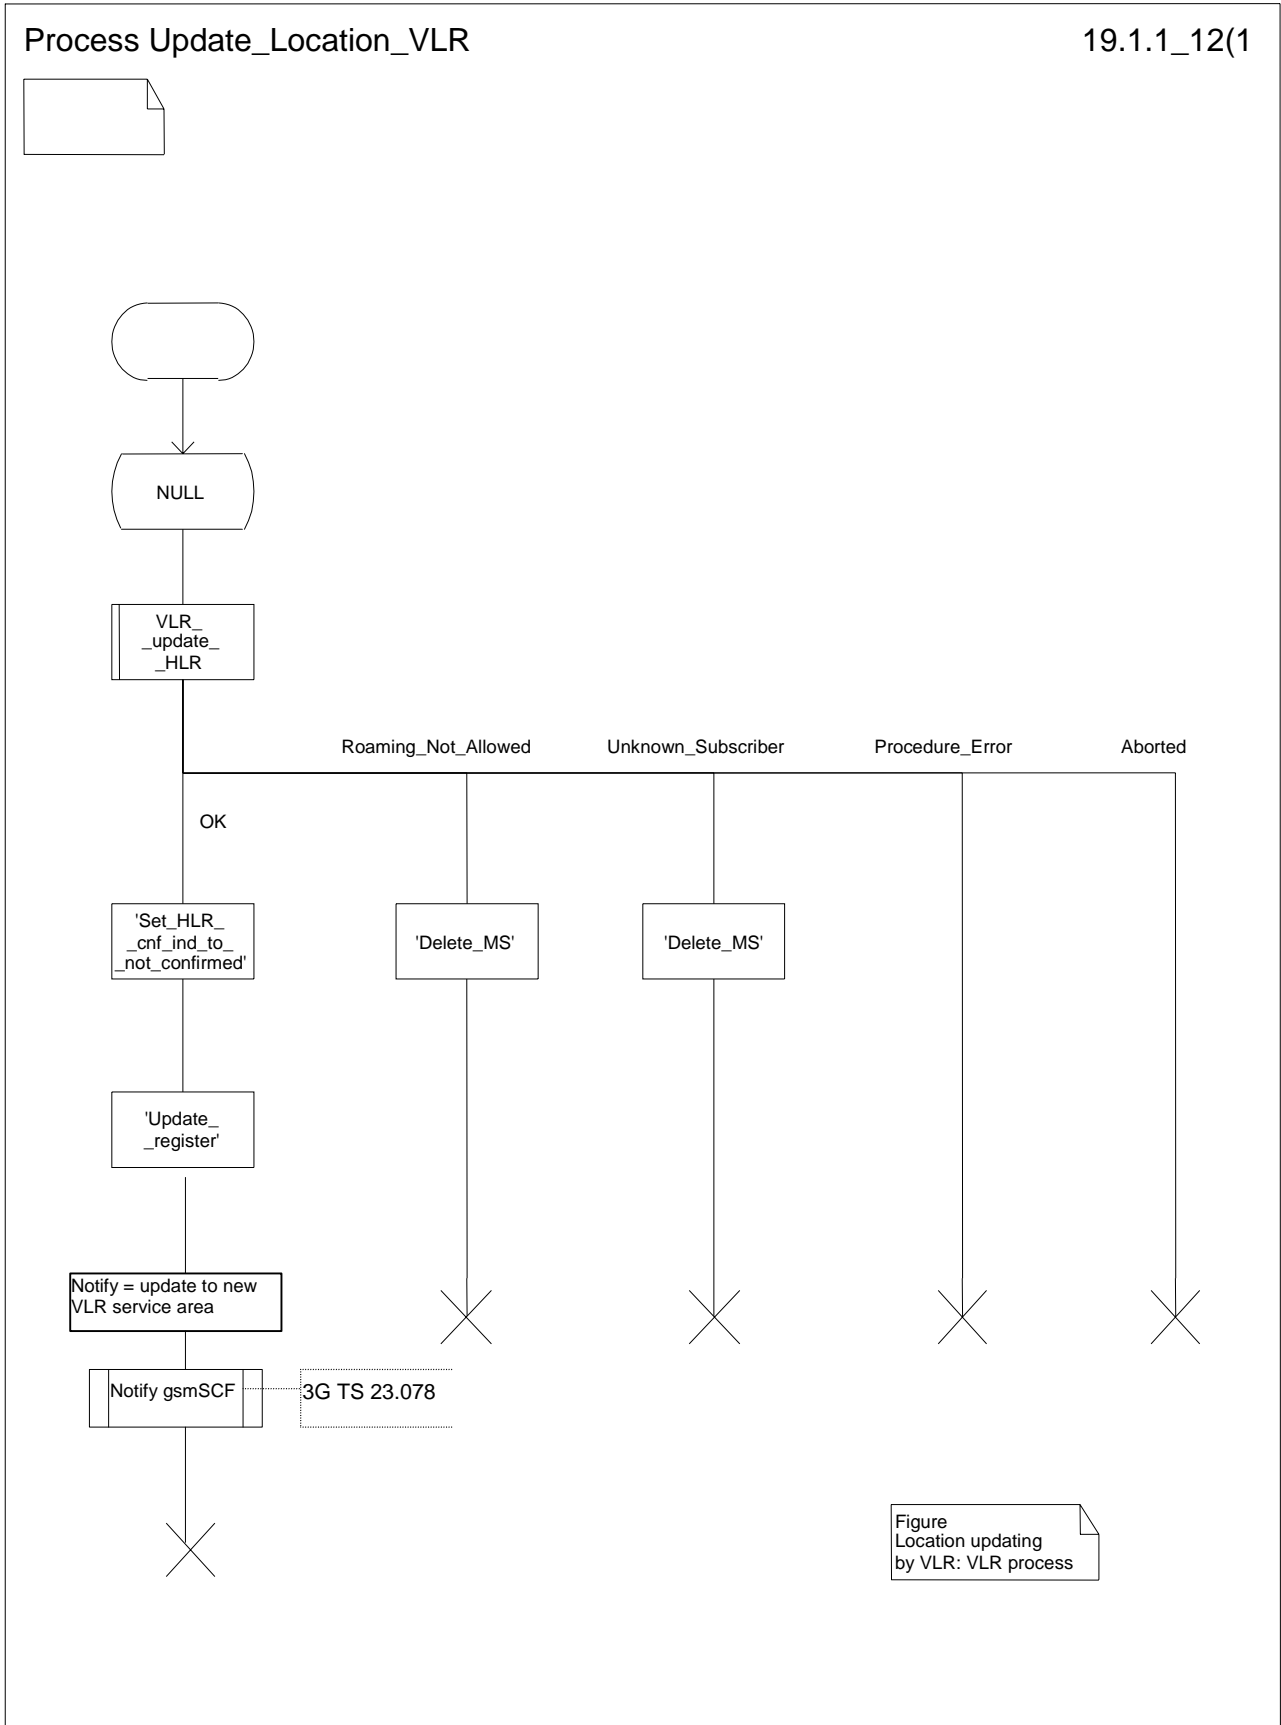 Process Update_Location_VLR
19.1.1_12(1
NULL
VLR_
_update_
_HLR
Roaming_Not_Allowed
Unknown_Subscriber
Procedure_Error
Aborted
OK
'Set_HLR_
_cnf_ind_to_
_not_confirmed'
'Delete_MS'
'Delete_MS'
'Update_
_register'
Notify = update to new
VLR service area
Notify gsmSCF
3G TS 23.078
Figure
Location updating
by VLR: VLR process